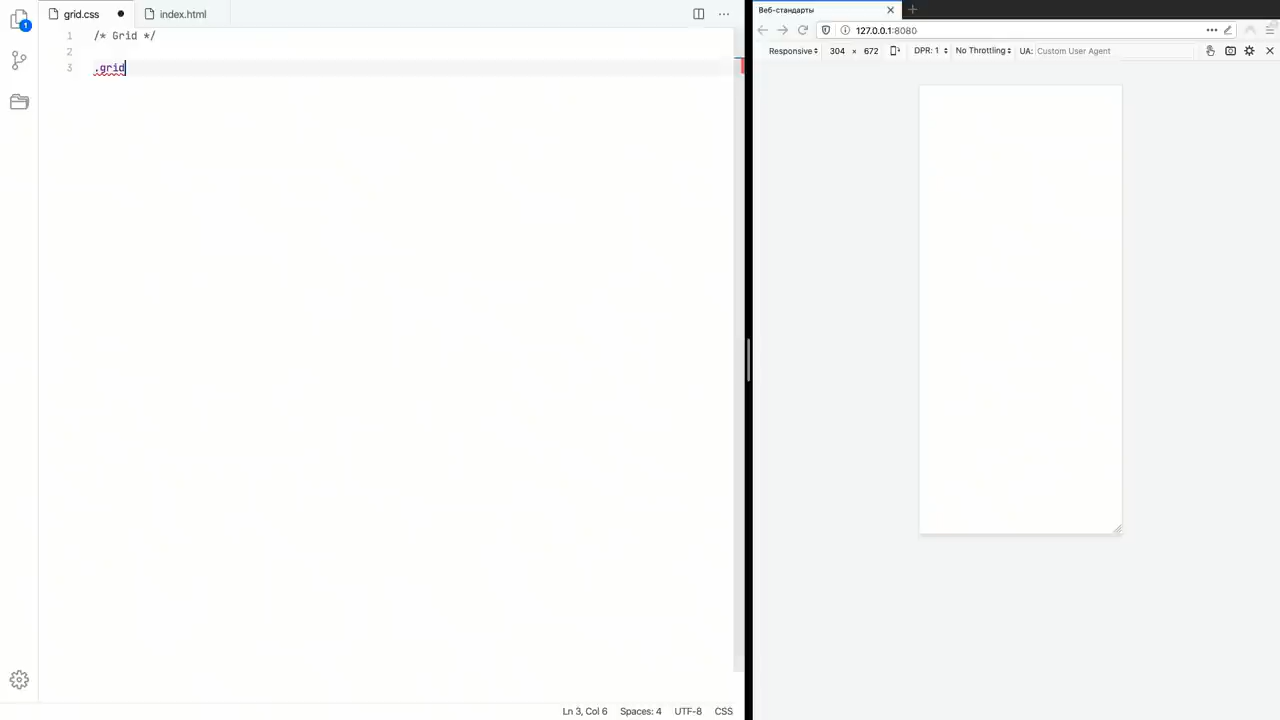 grid.css
index.html
1 /* Grid */
2
3 .grid
Ln 3, Col 6 Spaces: 4 UTF-8 CSS
1
Веб-стандарты
127.0.0.1:8080
Responsive 304 × 672 DPR: 1 No Throttling UA: Custom User Agent